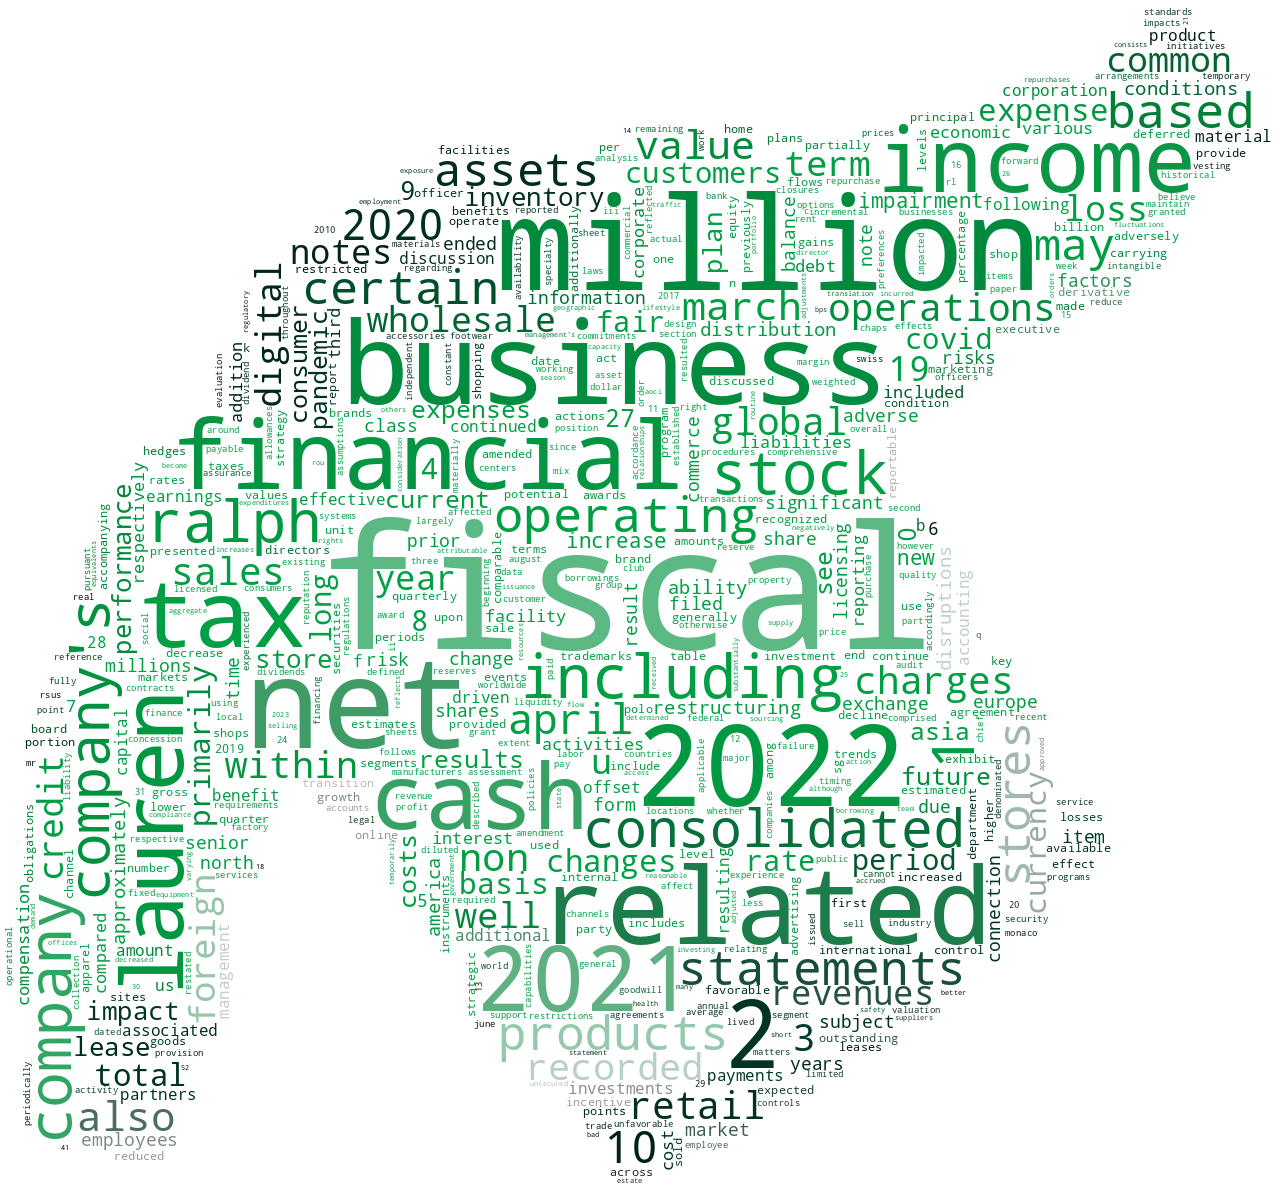 standards
impacts 21
product
consists initiatives
common
repurchases arrangements temporary
corporation conditions
expense based
principal
14 remaining work home prices economic various deferred material
facilities plans partially levels provide
analysis per value income
assets customers term 16 forward vesting
exposure flows repurchase 26 historical
9 officer inventory bank closures rl believe
employment iii reflected traffic options impairment following loss maintain
2020 benefits reported commercial equity incremental businesses granted
2010 operate million billion fluctuations
notes materials ended sheet actual plan previously portfolio rent balance gains preferences impacted percentage shop may adversely
discussion availability specialty additionally corporate one director note
restricted regarding laws n debt items intangible carrying
digital certain information 2017 translation incurred week factors
regulatory throughout geographic lifestyle march adjustments operations paper orders derivative
wholesale fair design bps made reduce
consumer pandemic accessories footwear management's commitments section distribution chaps effects 15 executive
dividend k third independent constant capacity covid
report shopping date act resulted margin swiss risks
addition business working asset discussed weighted 19 marketing
evaluation season dollar aoci officers
included
others expenses actions 27 order 11 right routine condition
brands class continued position program global adverse
around strategy since established liabilities overall
hedges allowances payable financial 4 amended accordance relationships commerce procedures comprehensive
become taxes assumptions consideration materially centers mix stock reportable
rates assurance rou
earnings values effective current potential awards transactions significant second
expenditures affected
performance respectively ralph systems largely operating recognized negatively 0 b 6
accompanying unit rights prior increase amounts reserve share however
presented increases directors attributable terms brand
pursuant equivalents existing three august club see licensing reporting new q
sales year comparable beginning data borrowings ability property quality
real licensed consumers long quarterly issuance group purchase disruptions
aggregate reputation award customer result filed use accounting
's social tax 8 upon facility generally supply accordingly part
28 experienced securities regulations fiscal sale resources otherwise price
reference decrease store periods ii change trademarks table investment end continue audit key
millions dividends risk reserves paid received substantially 25
fully markets time defined reflects events including charges europe
rsus contracts financing worldwide driven liquidity flow polo restructuring exchange agreement recent
point 7 using 2023 net shares grant april determined federal sourcing decline comprised
board finance local selling estimates provided 12 asia 1 chief
portion capital concession shops 24 sheets extent activities major trends exhibit approved
2019 within follows labor countries applicable among failure action
mr segments results pay u include 2022 sg timing future stores
company credit liability primarily manufacturers assessment access although estimated denominated
31 gross benefit transition cash policies state offset
lower requirements growth revenue described form locations whether companies borrowing team due currency
compliance quarter factory accounts profit service
obligations respective legal amendment consolidated department higher losses
senior online interest used item
channel number varying diluted non changes level rate public period available
approximately north 18 temporarily costs government internal reasonable experience cannot effect
lauren services america basis affect accrued increased programs
compensation fixed equipment 5 required resulting adjusted related connection
demand foreign instruments well channels less first 20
offices amount additional party includes issued sell industry security
operational apparel compared decreased management advertising international control monaco
collection us restated strategic world capabilities general investing relating statements
30 13 goodwill many favorable better
sites 2021 health annual revenues
company impact support restrictions agreements average segment safety valuation suppliers
dated associated june lived 3 subject
lease goods products 2 short outstanding
provision statement matters leases
periodically total 52 recorded years
activity partners unsecured payments limited
investments 29 expected
also incentive retail controls
points
employees trade unfavorable market
41 bad 10 cost sold employee
reduced across
estate